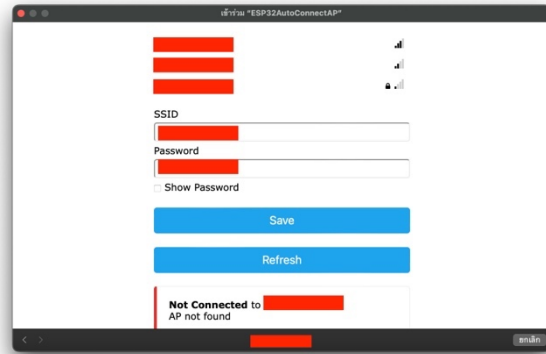 เข้าร่วม "ESP32AutoConnectAP"
SSID
Password
Show Password
Save
Refresh
Not Connected to
AP not found
ยกเลิก